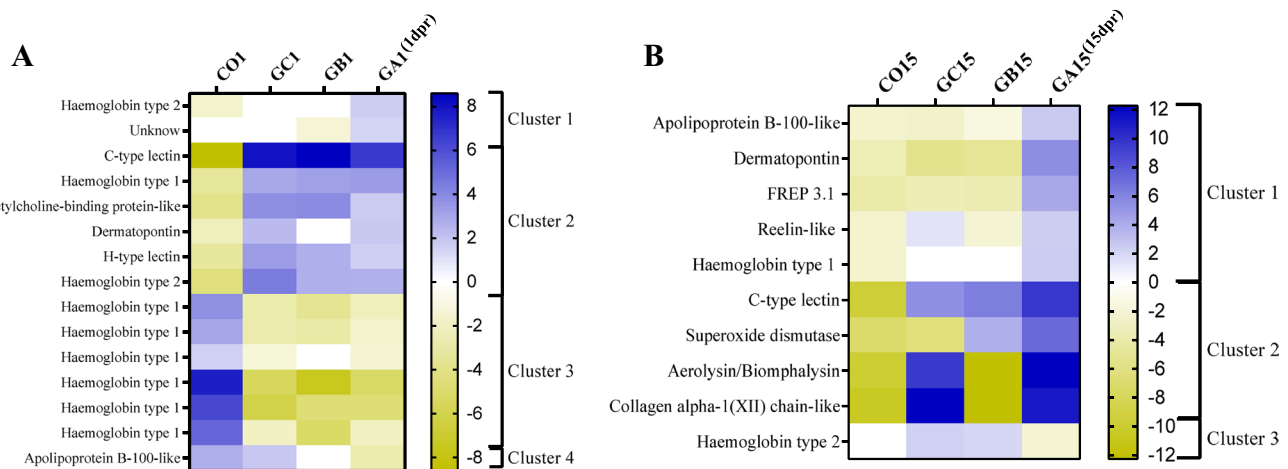 A
CO1
GC1
GB1
GA1(1dpr)
Haemoglobin type 2
Unknow
C-type lectin
Haemoglobin type 1
etylcholine-binding protein-like
Dermatopontin
H-type lectin
Haemoglobin type 2
Haemoglobin type 1
Haemoglobin type 1
Haemoglobin type 1
Haemoglobin type 1
Haemoglobin type 1
Haemoglobin type 1
Apolipoprotein B-100-like
8
6
4
2
0
-2
-4
-6
-8
Cluster 1
Cluster 2
Cluster 3
Cluster 4
B
CO15
GC15
GB15
GA15(15dpr)
Apolipoprotein B-100-like
Dermatopontin
FREP 3.1
Reelin-like
Haemoglobin type 1
C-type lectin
Superoxide dismutase
Aerolysin/Biomphalysin
Collagen alpha-1(XII) chain-like
Haemoglobin type 2
12
10
8
6
4
2
0
-2
-4
-6
-8
-10
-12
Cluster 1
Cluster 2
Cluster 3